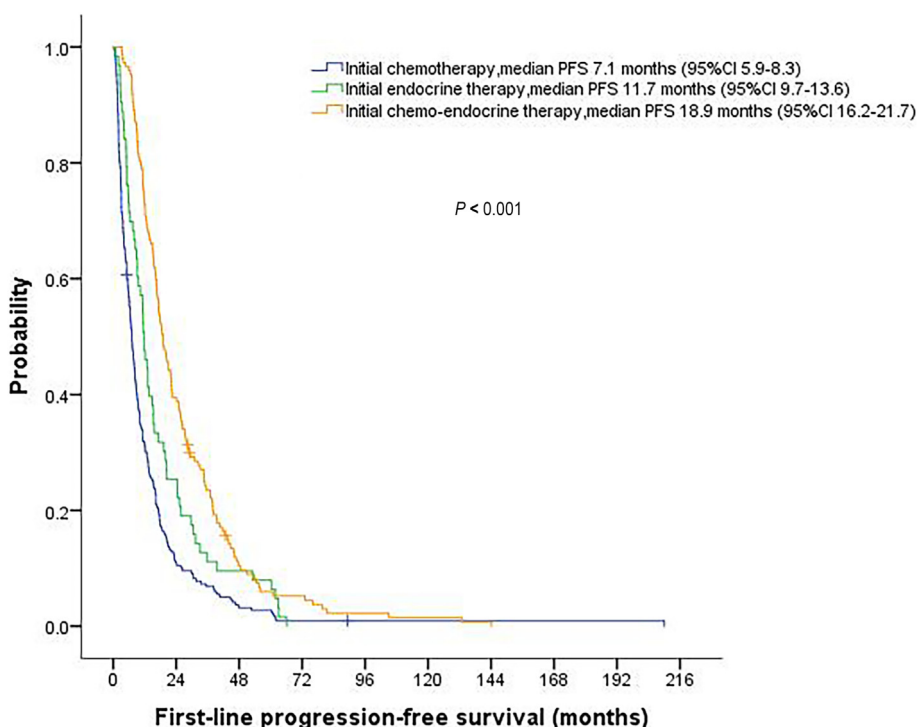 1.0
Initial chemotherapy,median PFS 7.1 months (95%CI 5.9-8.3)
Initial endocrine therapy,median PFS 11.7 months (95%CI 9.7-13.6)
Initial chemo-endocrine therapy,median PFS 18.9 months (95%CI 16.2-21.7)
0.8
P < 0.001
0.6
Probability
0.4
0.2
0.0
0 24 48 72 96 120 144 168 192 216
First-line progression-free survival (months)